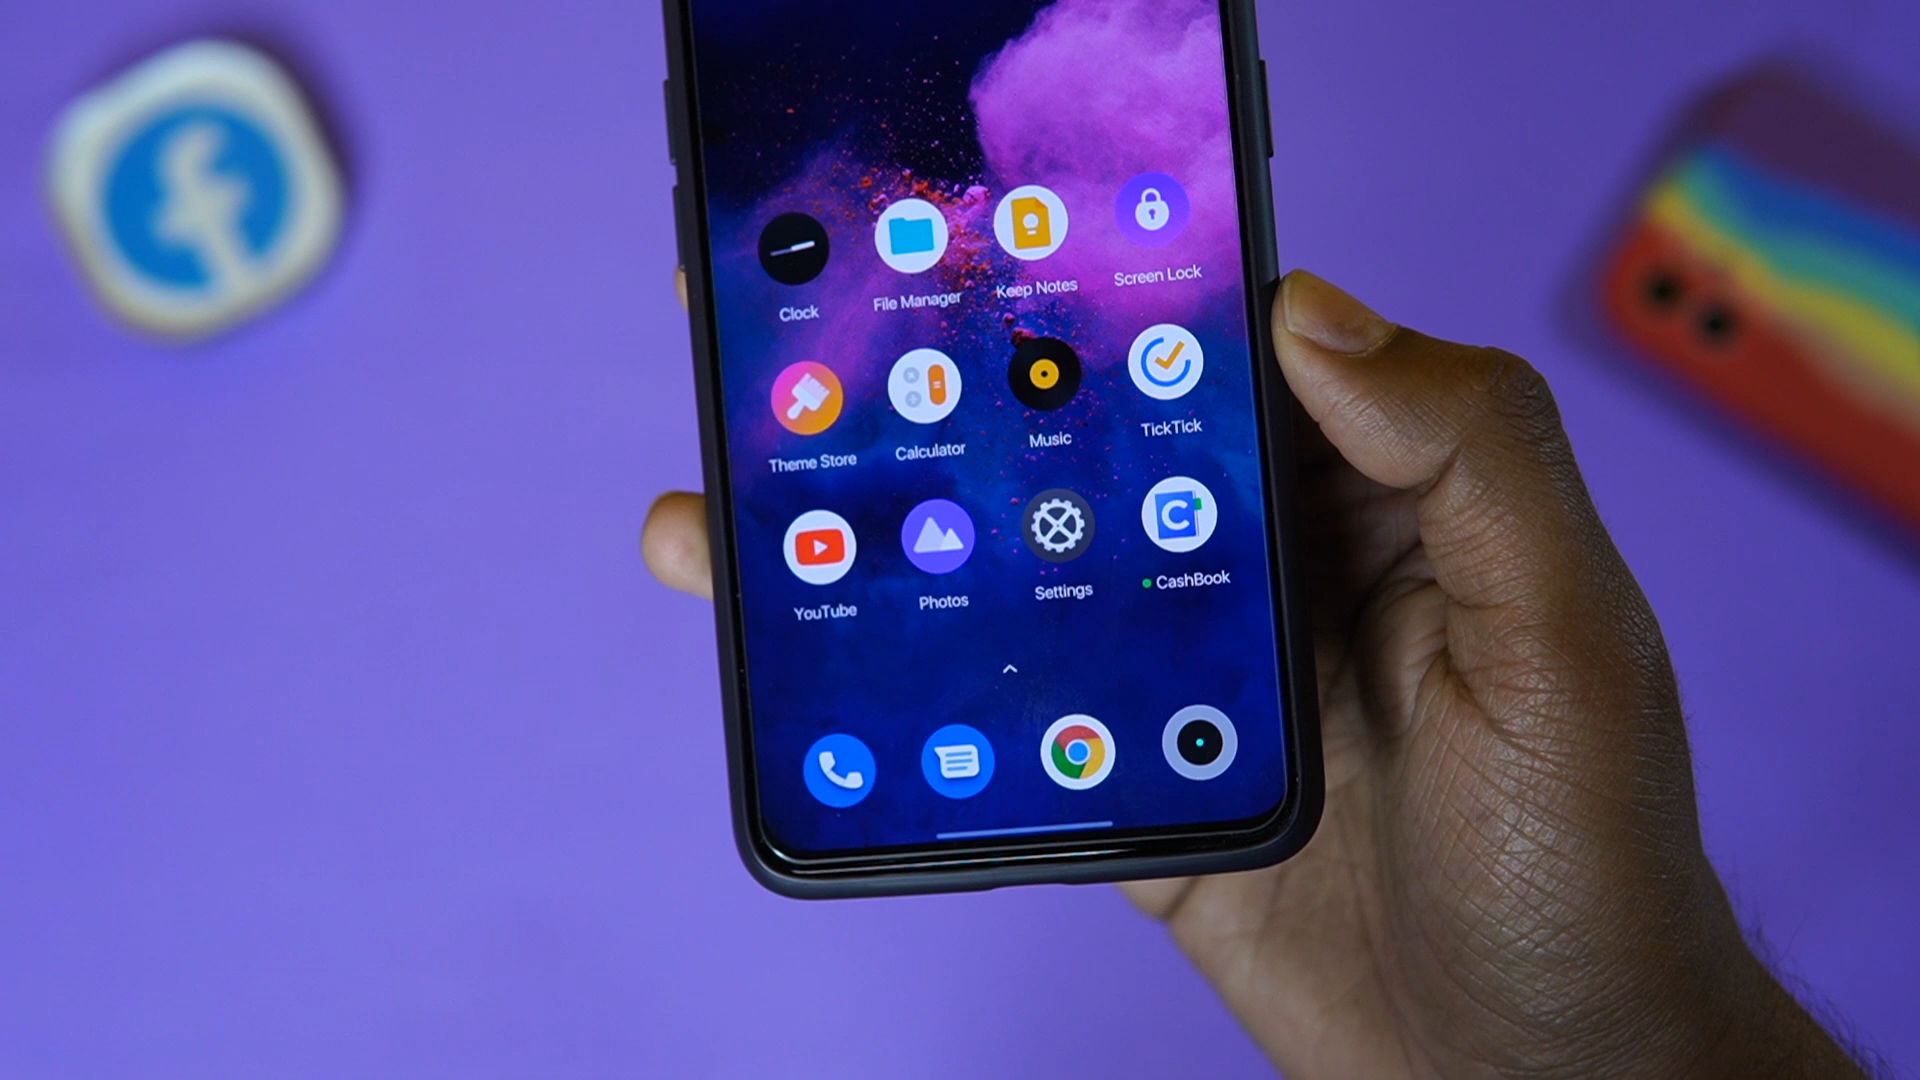 Clock File Manager Keep Notes Screen Lock
Theme Store Calculator Music TickTick
C
YouTube Photos Settings CashBook